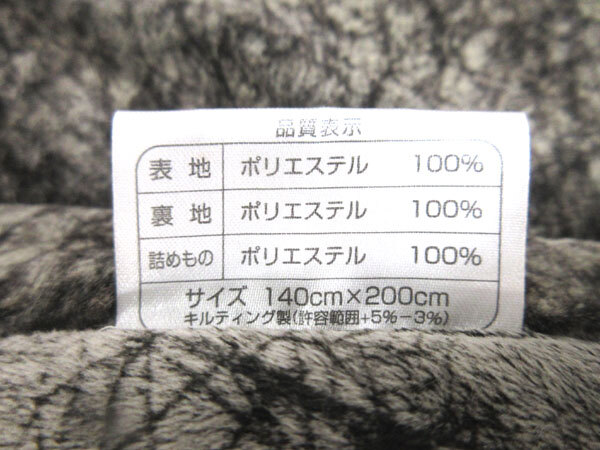 品質表示
表地 ポリエステル 100%
裏地 ポリエステル 100%
詰めもの ポリエステル 100%
サイズ 140cm×200cm
キルティング製(許容範囲+5%−3%)